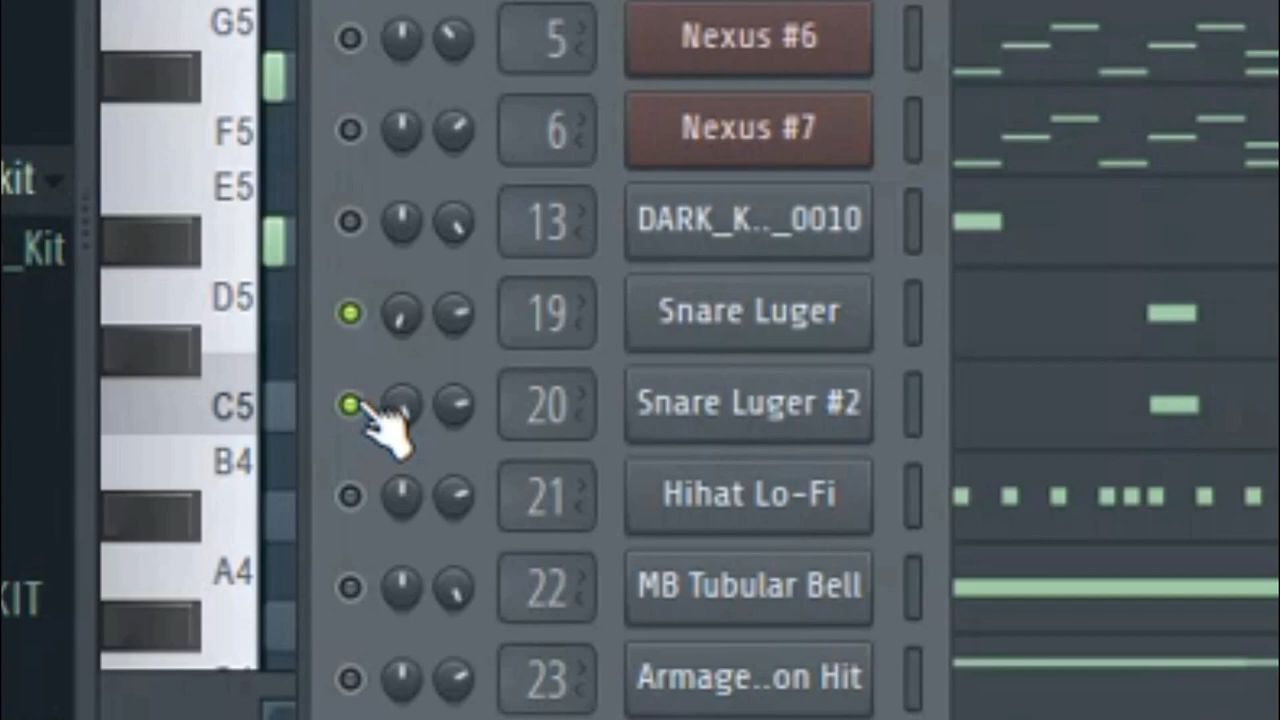 kit
_Kit
KIT
G5
F5
E5
D5
C5
B4
A4
5 Nexus #6
6 Nexus #7
13 DARK_K.._0010
19 Snare Luger
20 Snare Luger #2
21 Hihat Lo-Fi
22 MB Tubular Bell
23 Armage..on Hit